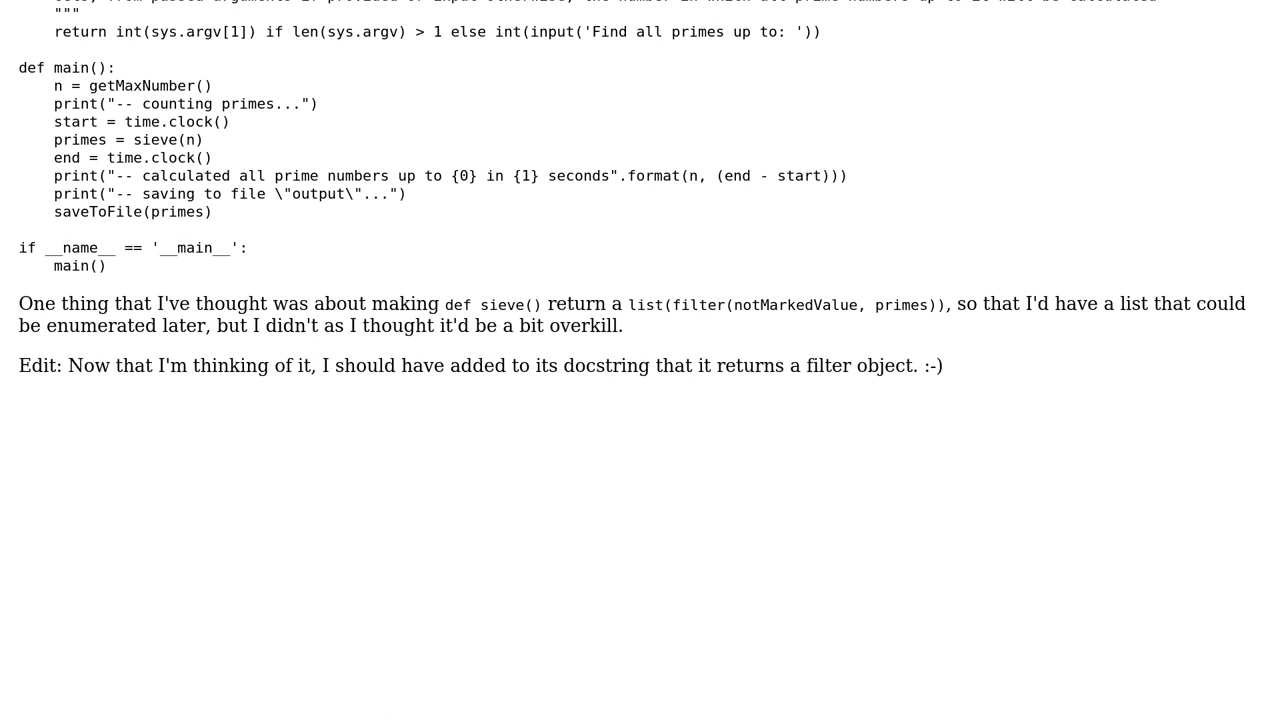 """
return int(sys.argv[1]) if len(sys.argv) > 1 else int(input('Find all primes up to: '))
def main():
n = getMaxNumber()
print("-- counting primes...")
start = time.clock()
primes = sieve(n)
end = time.clock()
print("-- calculated all prime numbers up to {0} in {1} seconds".format(n, (end - start)))
print("-- saving to file \"output\"...")
saveToFile(primes)
if __name__ == '__main__':
main()
One thing that I've thought was about making def sieve() return a list(filter(notMarkedValue, primes)), so that I'd have a list that could
be enumerated later, but I didn't as I thought it'd be a bit overkill.
Edit: Now that I'm thinking of it, I should have added to its docstring that it returns a filter object. :-)